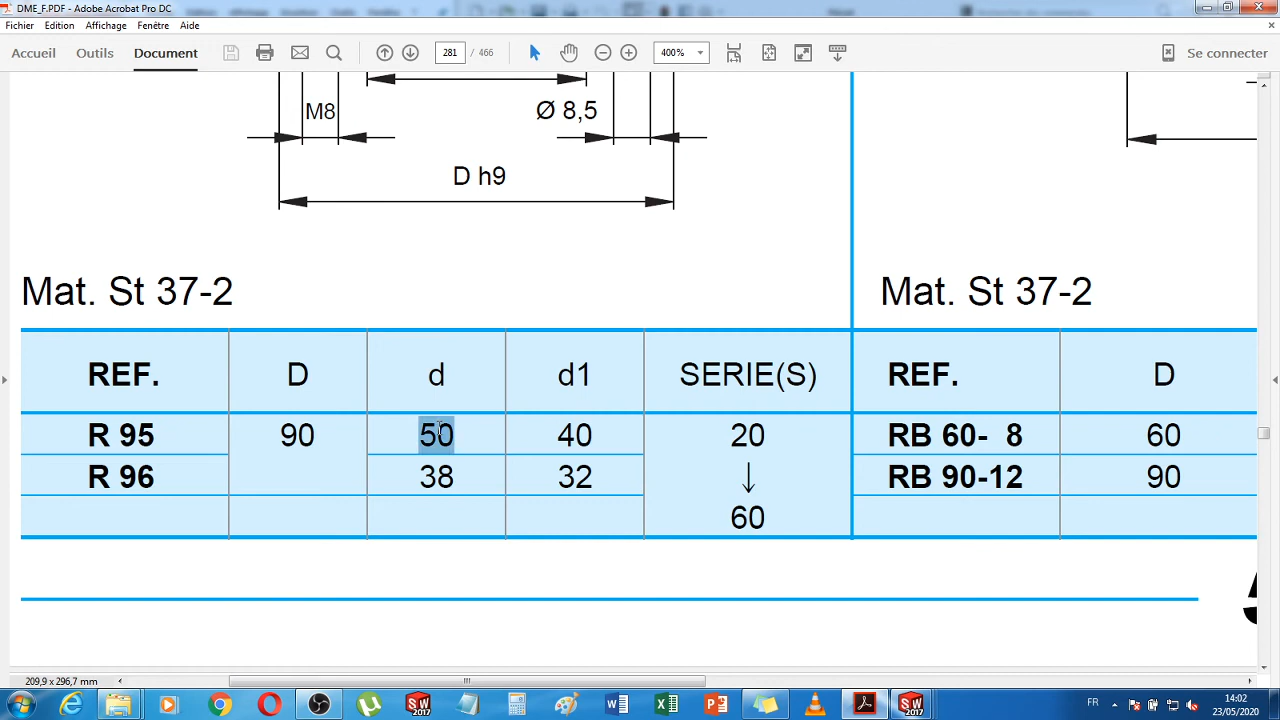 DME_F.PDF - Adobe Acrobat Pro DC
Fichier Edition Affichage Fenêtre Aide
Accueil Outils Document 281 / 466 400% Se connecter
M8 Ø 8,5
D h9
Mat. St 37-2 Mat. St 37-2
REF. D d d1 SERIE(S) REF. D
R 95 90 50 40 20 RB 60- 8 60
R 96 38 32 ↓ RB 90-12 90
60
209,9 x 296,7 mm
FR 14:02
23/05/2020